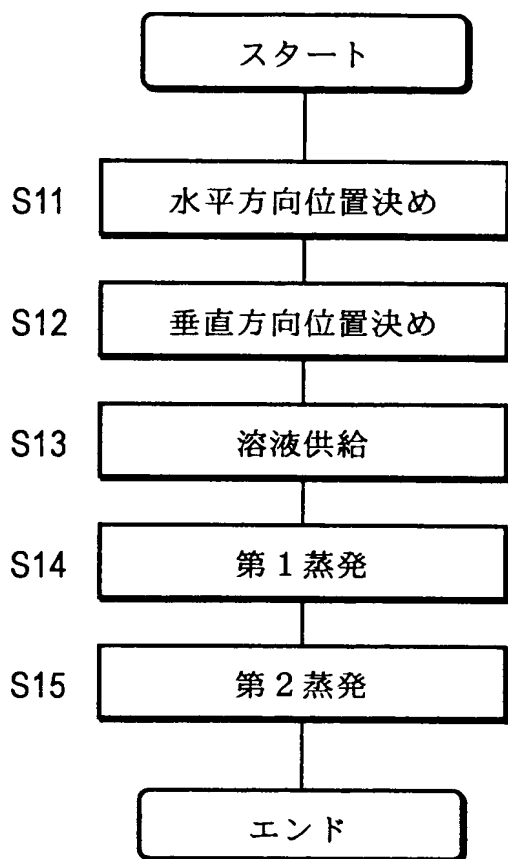 スタート
S11 水平方向位置決め
S12 垂直方向位置決め
S13 溶液供給
S14 第1蒸発
S15 第2蒸発
エンド